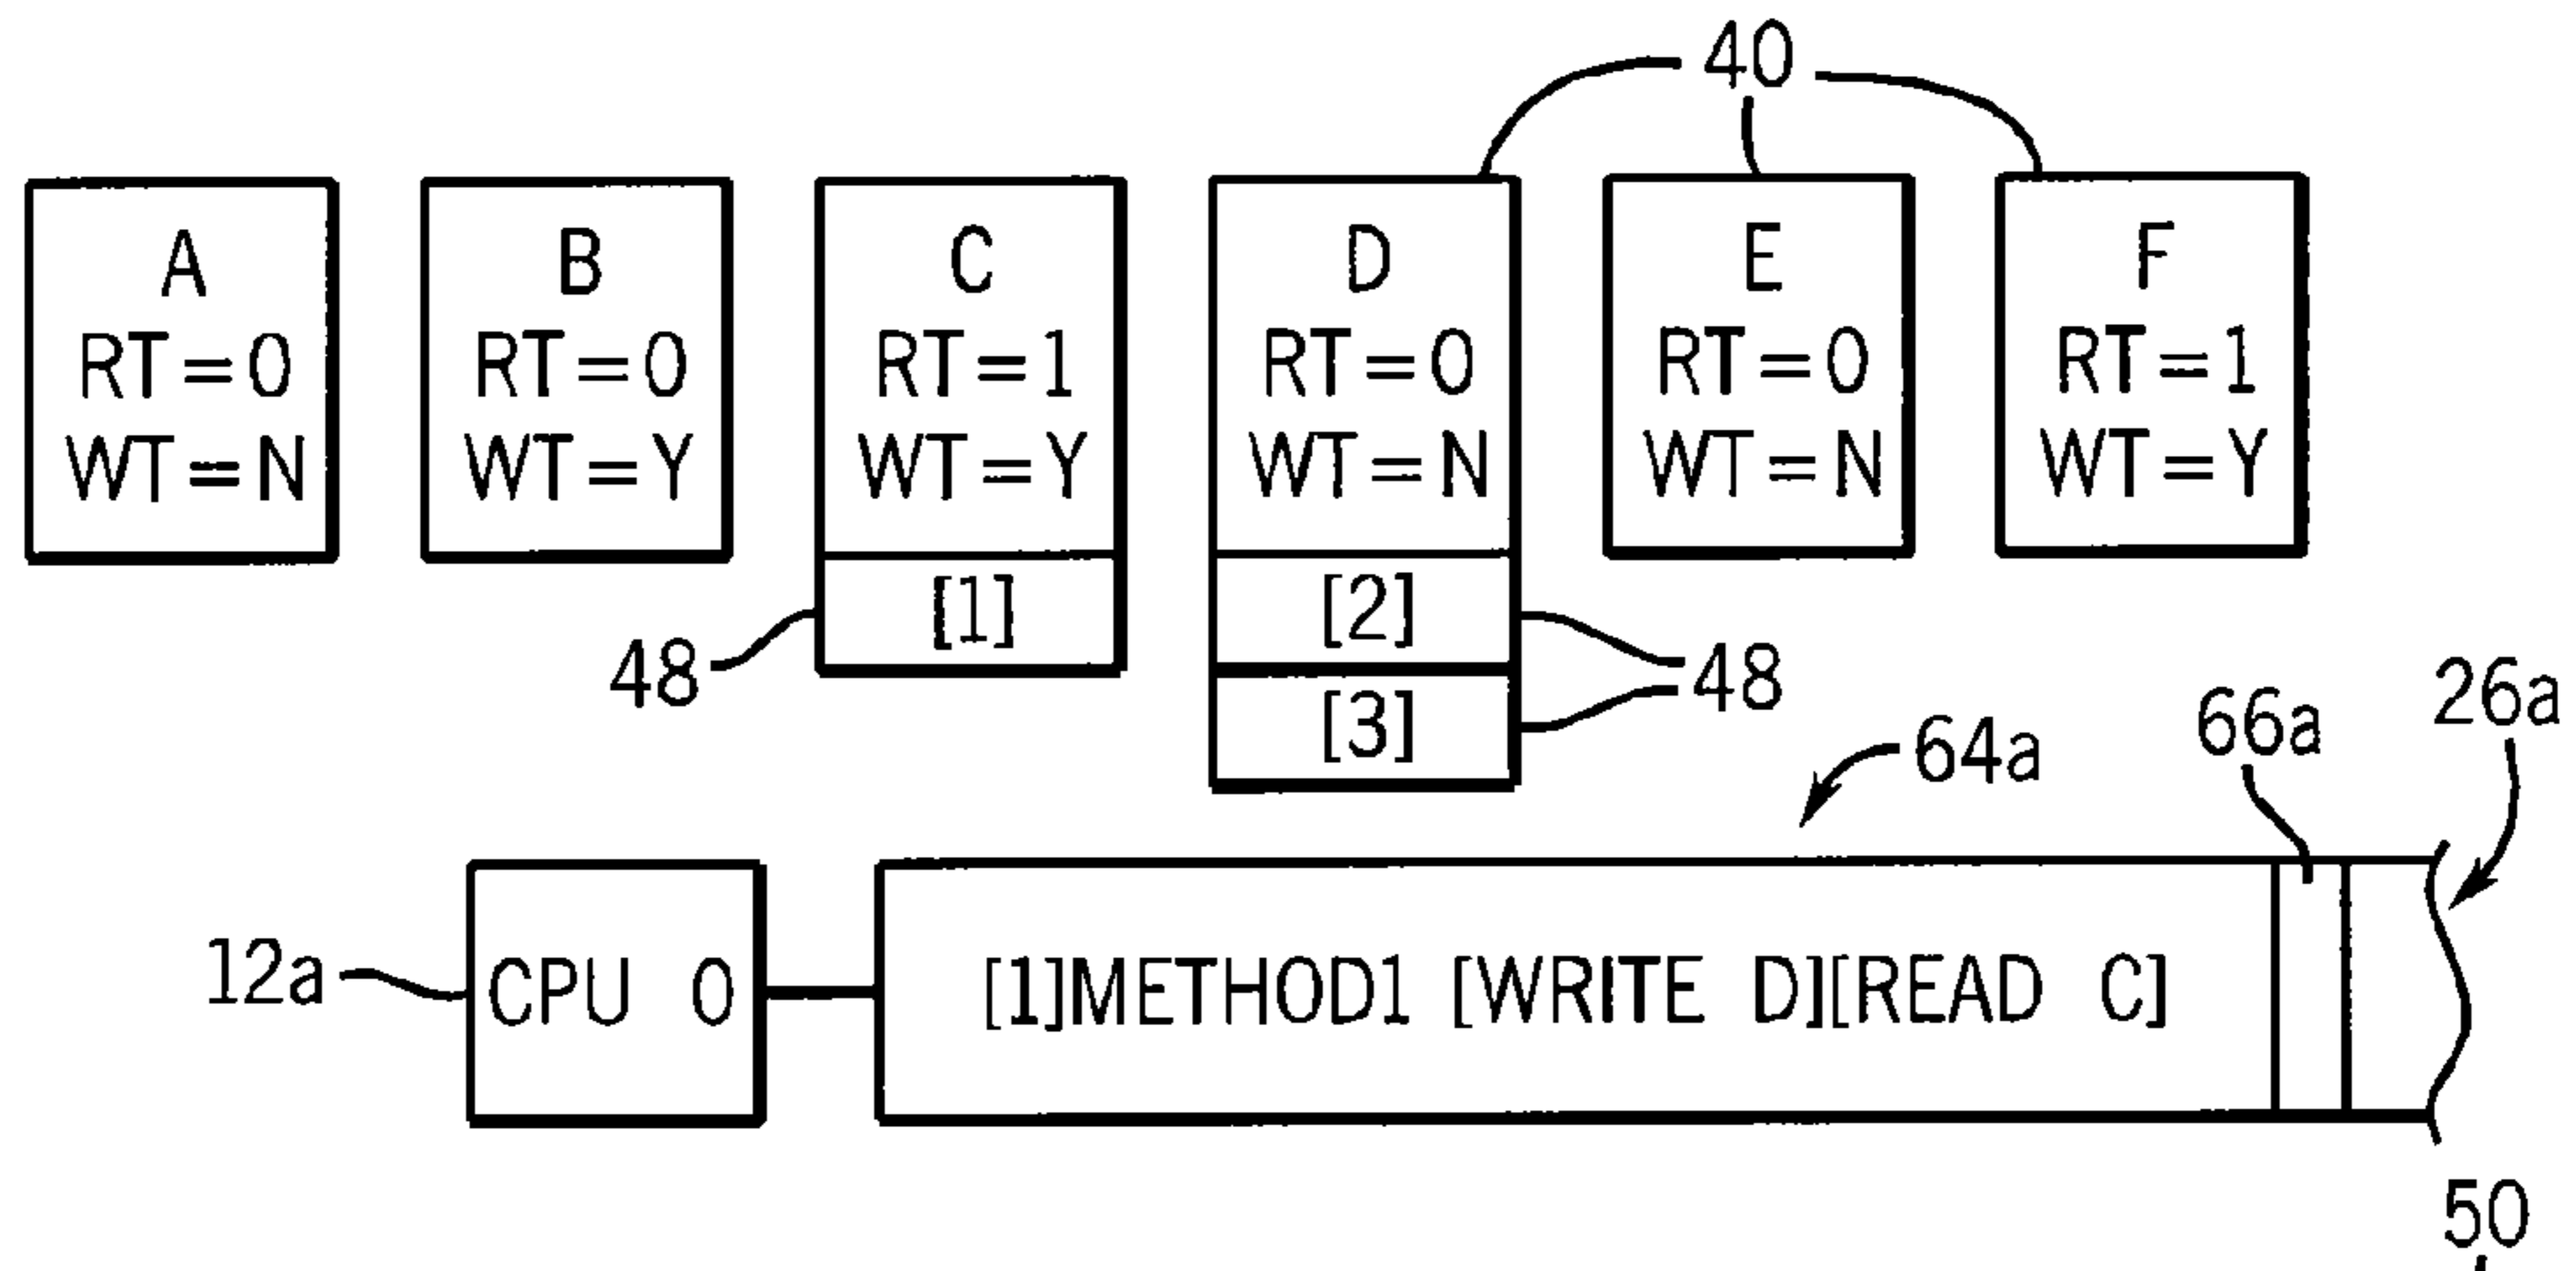 40
A B C D E F
RT=0 RT=0 RT=1 RT=0 RT=0 RT=1
WT=N WT=Y WT=Y WT=N WT=N WT=Y
[1] [2]
48 48
[3]
64a 66a 26a
12a CPU 0 [1]METHOD1 [WRITE D][READ C]
50